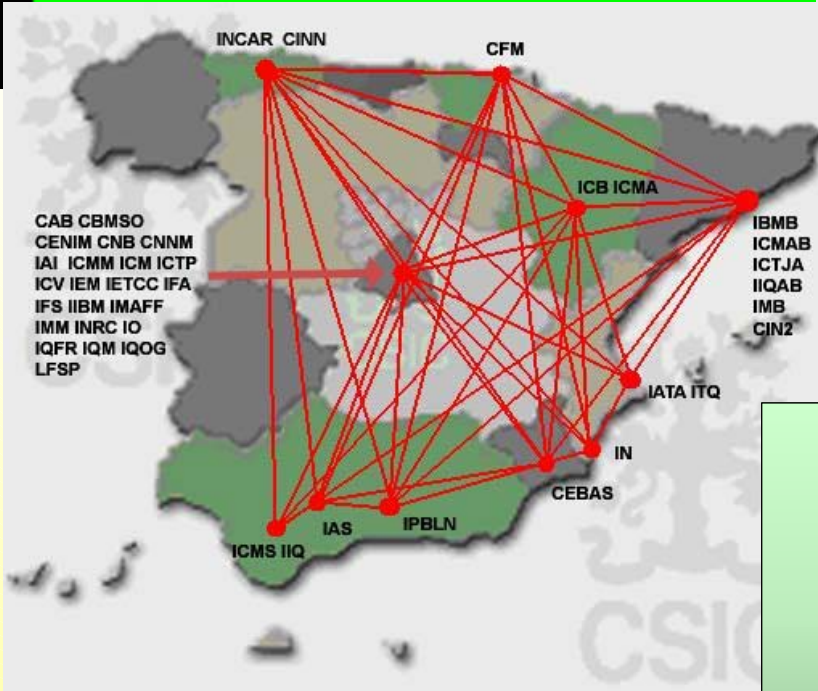 INCAR CINN
CFM
ICB ICMA
CAB CBMSO
CENIM CNB CNNM
IAI ICMM ICM ICTP
ICV IEM IETCC IFA
IFS IIBM IMAFF
IMM INRC IO
IQFR IQM IQOG
LFSP
IBMB
ICMAB
ICTJA
IIQAB
IMB
CIN2
IATA ITQ
IN
CEBAS
IAS
IPBLN
ICMS IIQ
CSIC